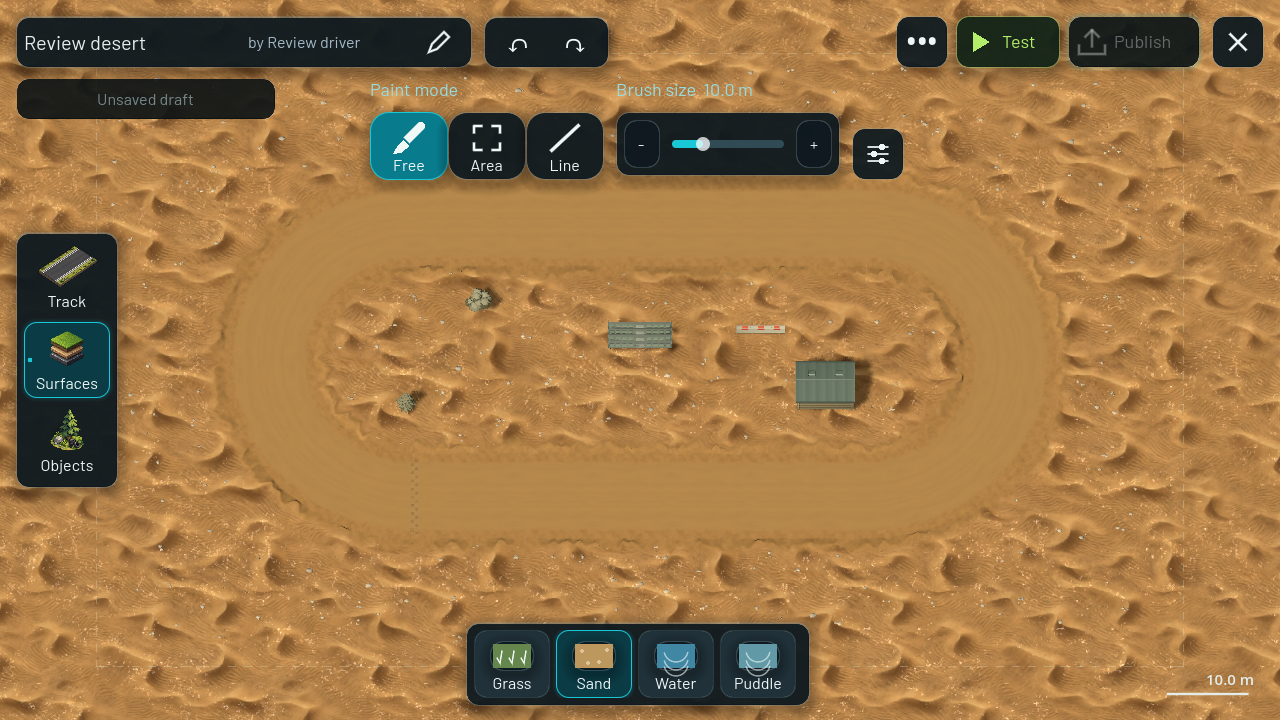 Review desert
by Review driver
Test
Publish
Unsaved draft
Paint mode
Brush size 10.0 m
Free
Area
Line
-
+
Track
Surfaces
Objects
Grass
Sand
Water
Puddle
10.0 m